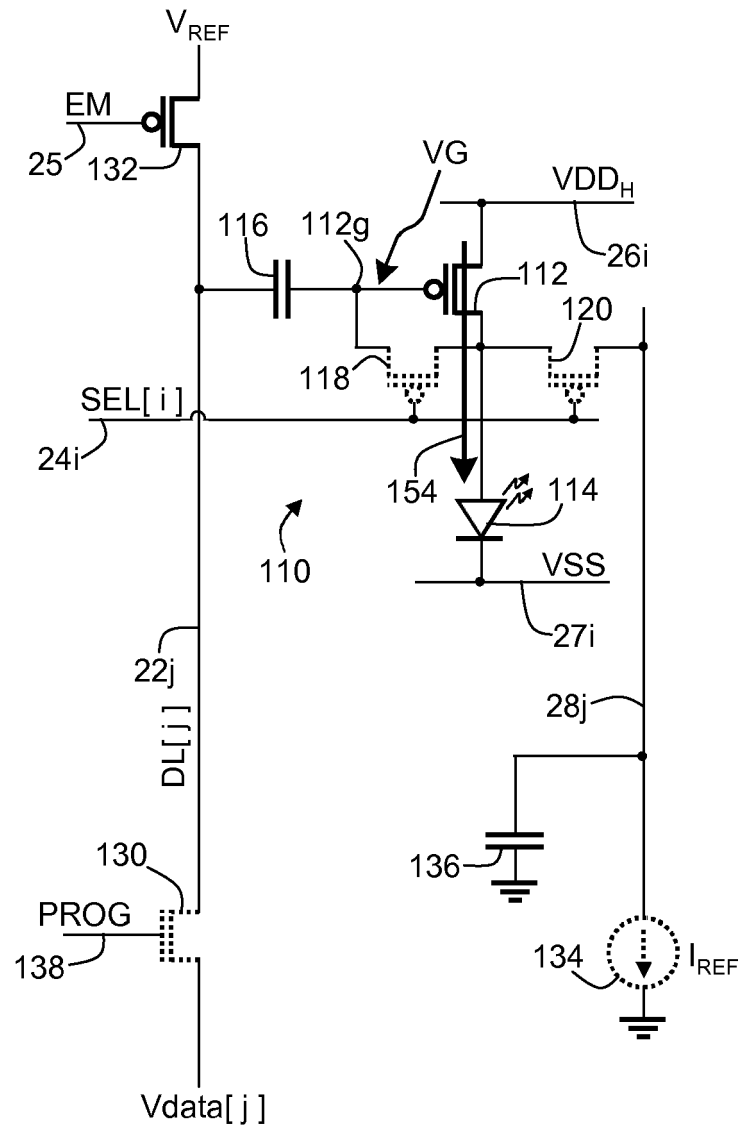 VREF
EM
25
132
VG
VDDH
116
112g
26i
112
120
118
SEL[ i ]
24i
154
114
110
VSS
27i
22j
28j
DL[ j ]
130
136
PROG
138
134
IREF
Vdata[ j ]